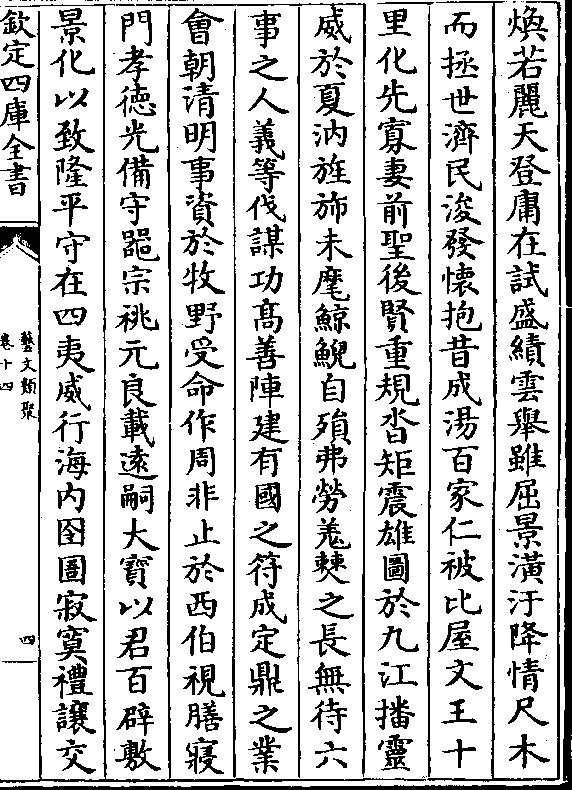 煥若麗天登庸在試盛績雲舉雖屈景潢汙降情尺木
而拯世濟民浚發懷抱昔成湯百家仁被比屋文王十
里化先寡妻前聖後賢重規沓矩震雄圖於九江播靈
威於夏汭旌斾未麾鯨鯢自殞弗勞羗㹽之長無待六
事之人義等伐謀功髙善陣建有國之符成定鼎之業
會朝清明事資於牧野受命作周非止於西伯視膳寢
門孝徳光備守噐宗祧元良載逺嗣大寳以君百辟敷
景化以致隆平守在四夷威行海内囹圄寂寞禮讓交
欽定四庫全書
藝文類聚
卷十四
四